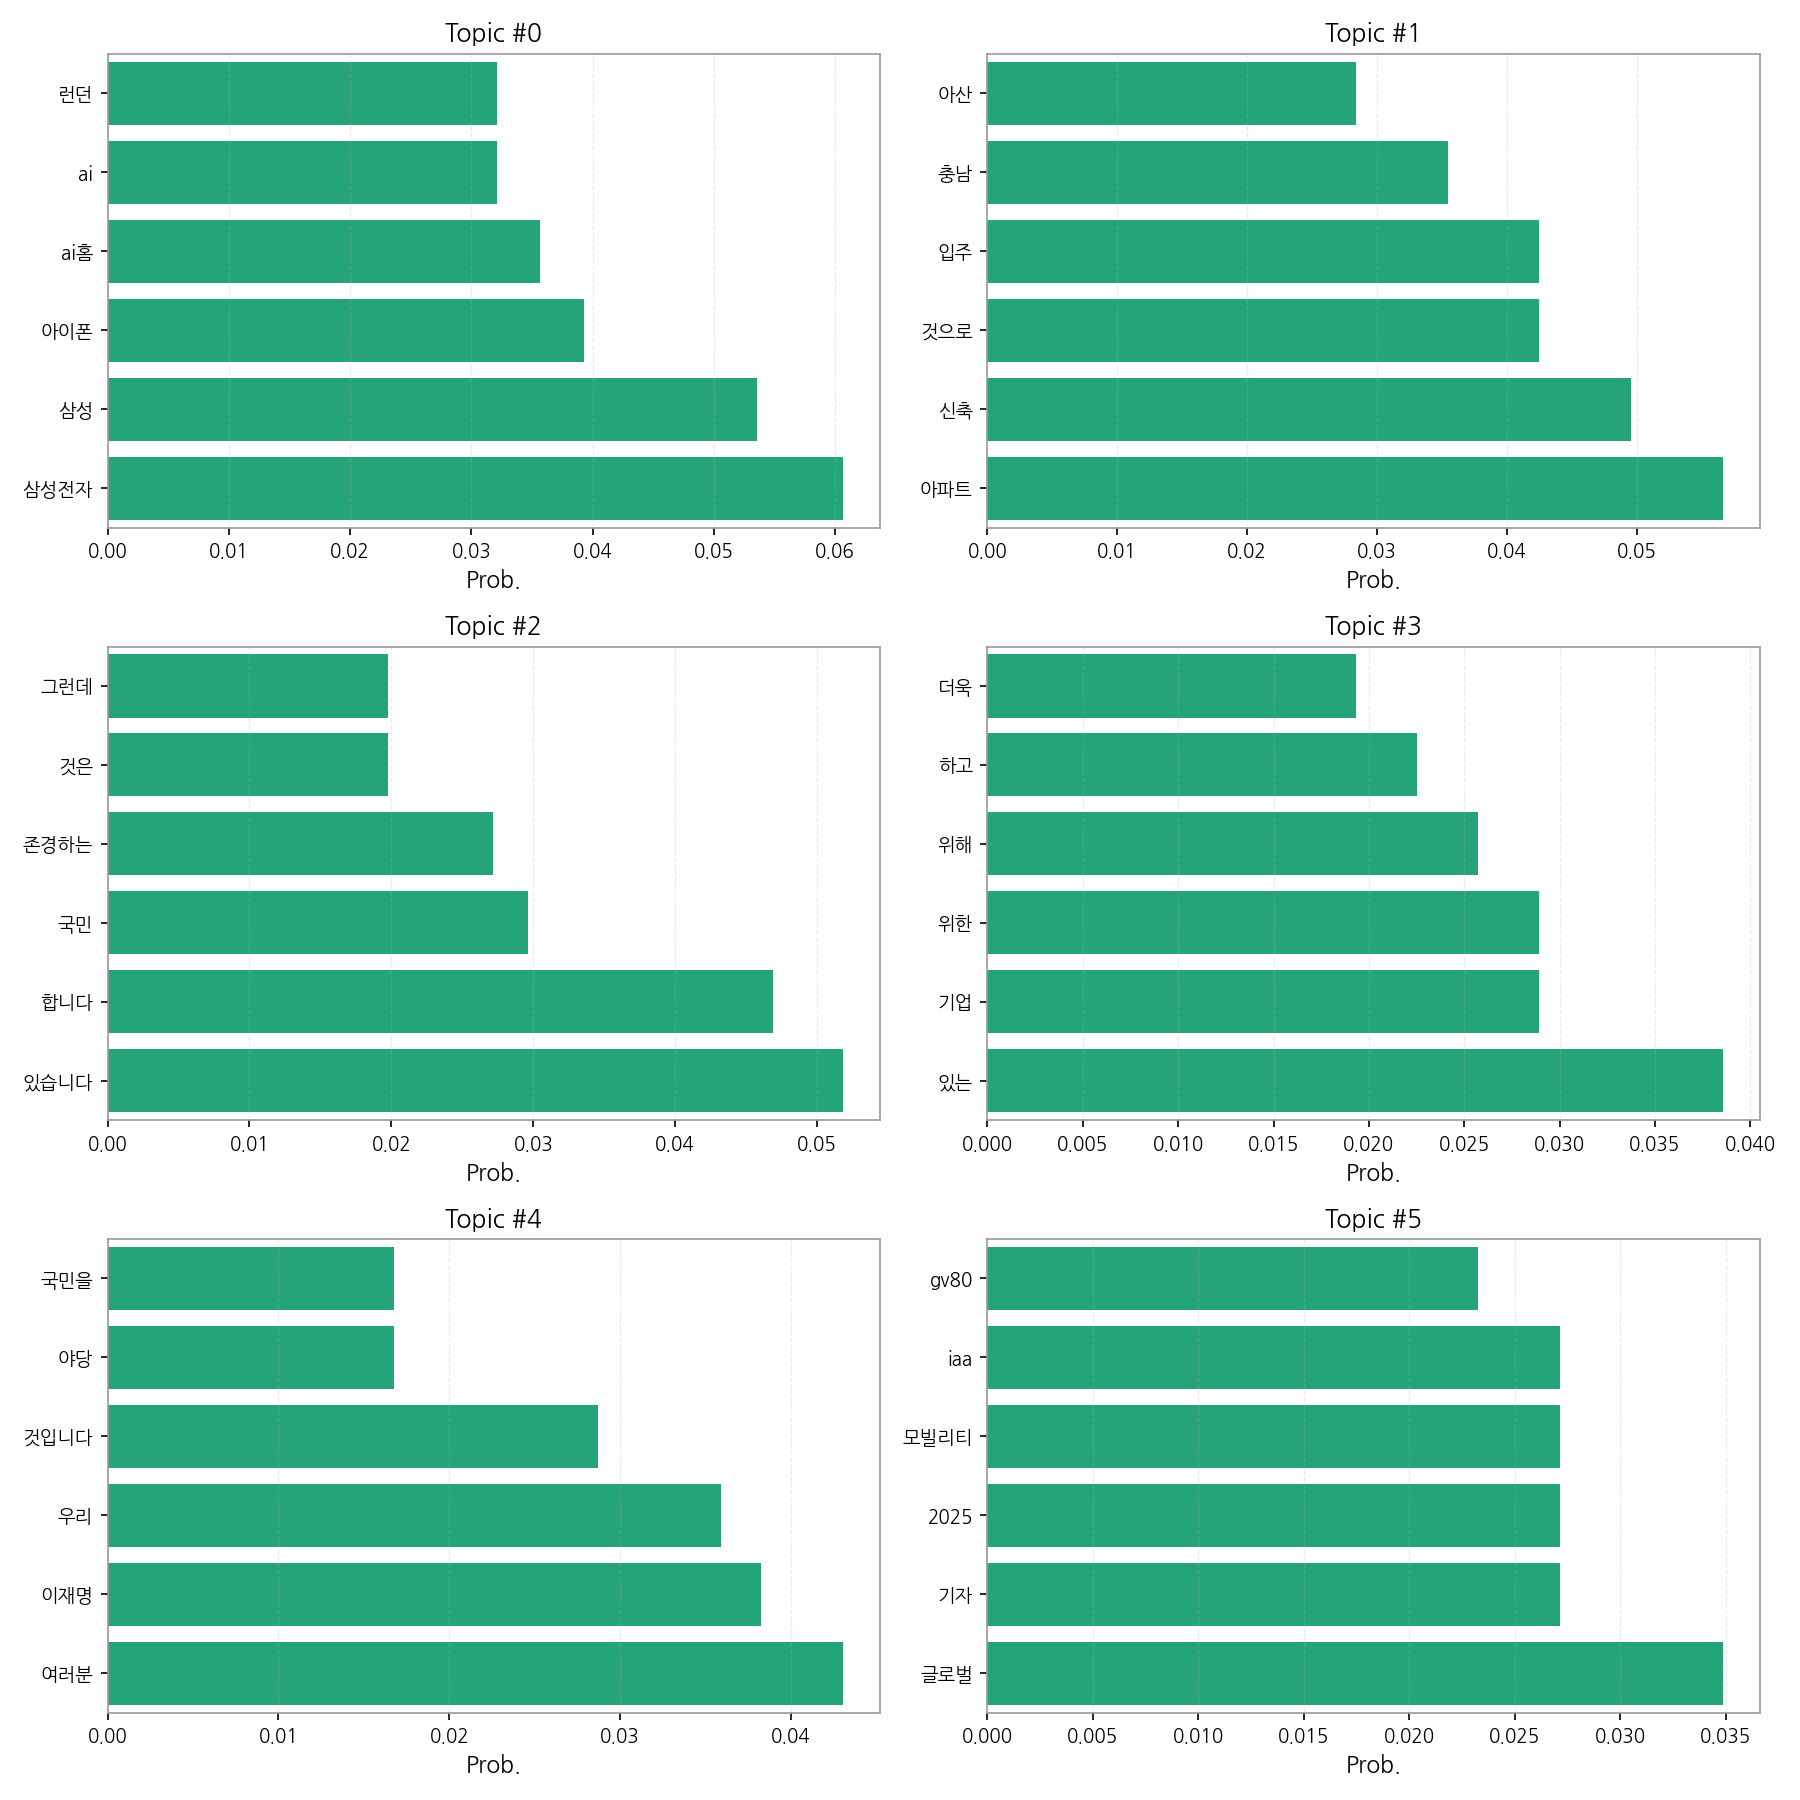 Topic #0
런던
ai
ai홈
아이폰
삼성
삼성전자
0.00 0.01 0.02 0.03 0.04 0.05 0.06
Prob.
Topic #1
아산
충남
입주
것으로
신축
아파트
0.00 0.01 0.02 0.03 0.04 0.05
Prob.
Topic #2
그런데
것은
존경하는
국민
합니다
있습니다
0.00 0.01 0.02 0.03 0.04 0.05
Prob.
Topic #3
더욱
하고
위해
위한
기업
있는
0.000 0.005 0.010 0.015 0.020 0.025 0.030 0.035 0.040
Prob.
Topic #4
국민을
야당
것입니다
우리
이재명
여러분
0.00 0.01 0.02 0.03 0.04
Prob.
Topic #5
gv80
iaa
모빌리티
2025
기자
글로벌
0.000 0.005 0.010 0.015 0.020 0.025 0.030 0.035
Prob.